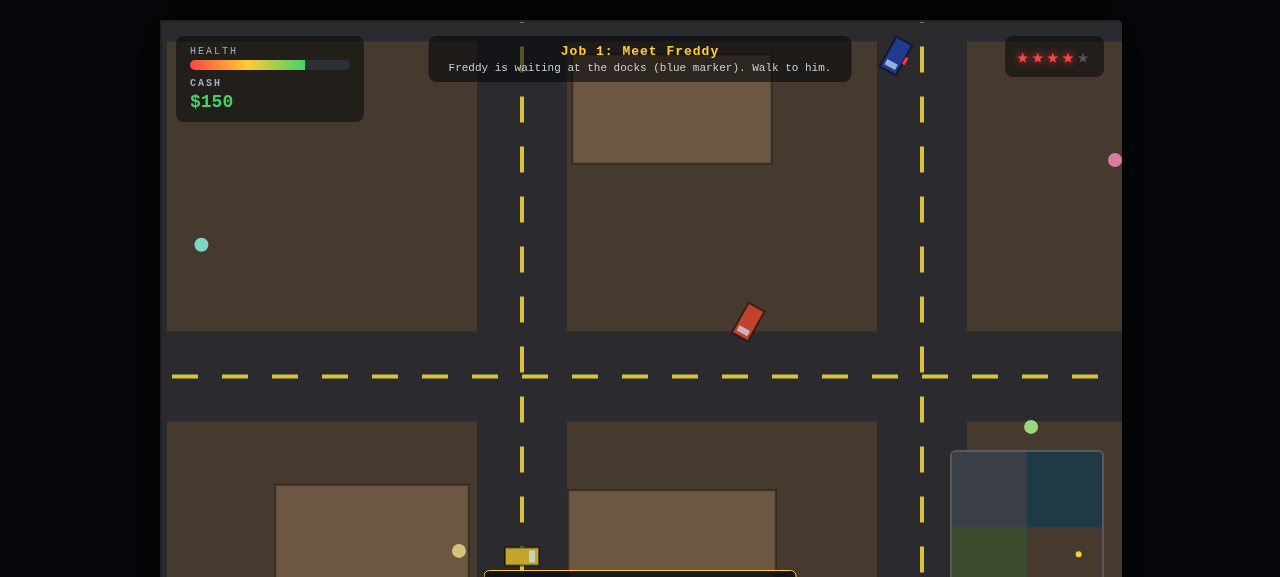 HEALTH
CASH
$150
Job 1: Meet Freddy
Freddy is waiting at the docks (blue marker). Walk to him.
★★★★★